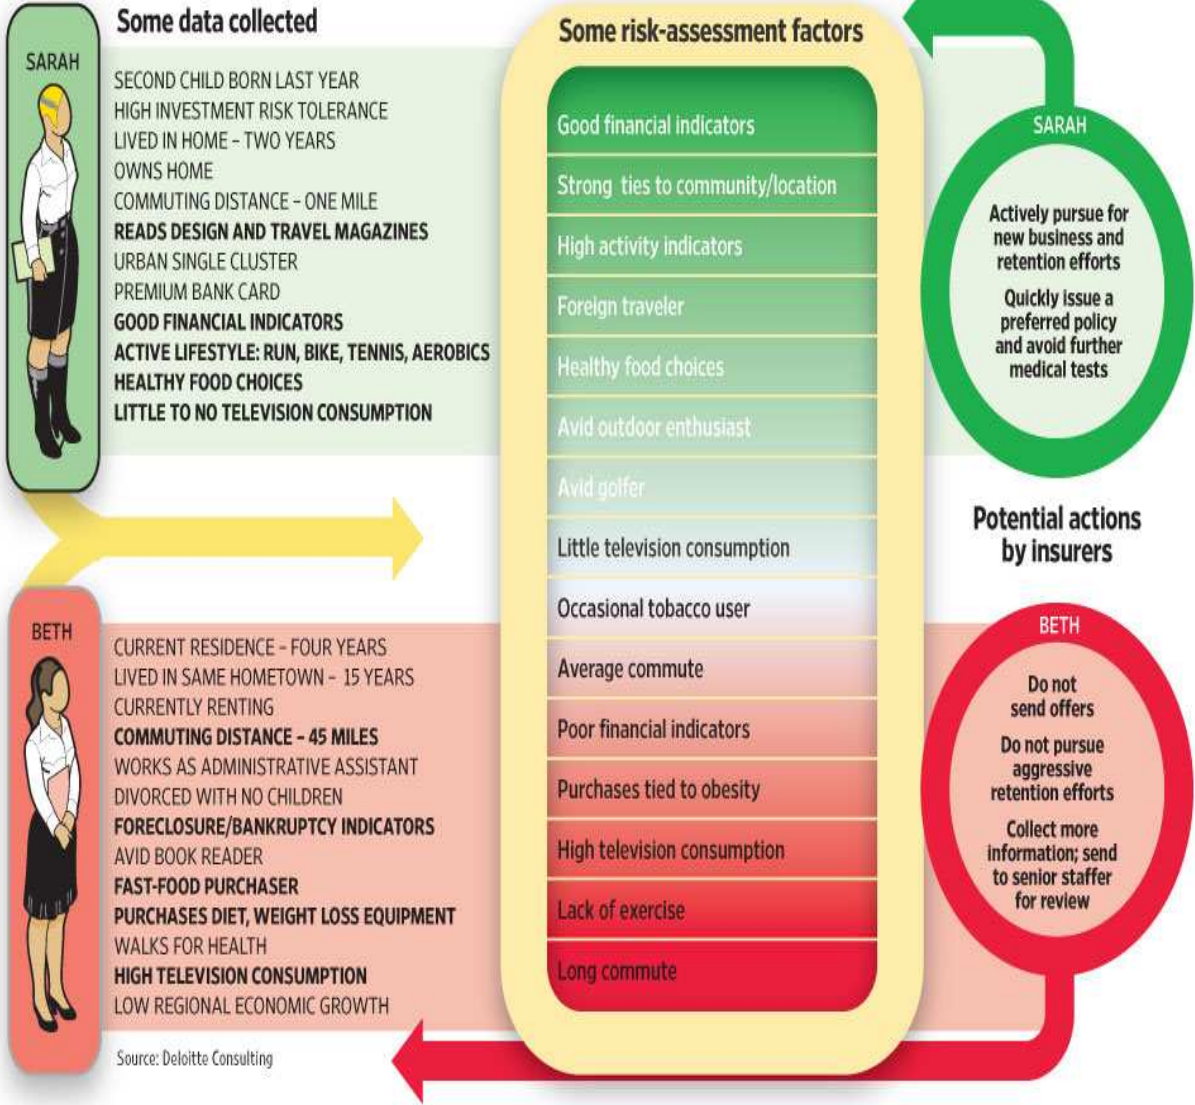 Some data collected
SARAH
SECOND CHILD BORN LAST YEAR
HIGH INVESTMENT RISK TOLERANCE
LIVED IN HOME – TWO YEARS
OWNS HOME
COMMUTING DISTANCE – ONE MILE
READS DESIGN AND TRAVEL MAGAZINES
URBAN SINGLE CLUSTER
PREMIUM BANK CARD
GOOD FINANCIAL INDICATORS
ACTIVE LIFESTYLE: RUN, BIKE, TENNIS, AEROBICS
HEALTHY FOOD CHOICES
LITTLE TO NO TELEVISION CONSUMPTION
BETH
CURRENT RESIDENCE – FOUR YEARS
LIVED IN SAME HOMETOWN – 15 YEARS
CURRENTLY RENTING
COMMUTING DISTANCE – 45 MILES
WORKS AS ADMINISTRATIVE ASSISTANT
DIVORCED WITH NO CHILDREN
FORECLOSURE/BANKRUPTCY INDICATORS
AVID BOOK READER
FAST-FOOD PURCHASER
PURCHASES DIET, WEIGHT LOSS EQUIPMENT
WALKS FOR HEALTH
HIGH TELEVISION CONSUMPTION
LOW REGIONAL ECONOMIC GROWTH
Source: Deloitte Consulting
Some risk-assessment factors
Good financial indicators
Strong ties to community/location
High activity indicators
Foreign traveler
Healthy food choices
Avid outdoor enthusiast
Avid golfer
Little television consumption
Occasional tobacco user
Average commute
Poor financial indicators
Purchases tied to obesity
High television consumption
Lack of exercise
Long commute
SARAH
Actively pursue for
new business and
retention efforts
Quickly issue a
preferred policy
and avoid further
medical tests
Potential actions
by insurers
BETH
Do not
send offers
Do not pursue
aggressive
retention efforts
Collect more
information; send
to senior staffer
for review